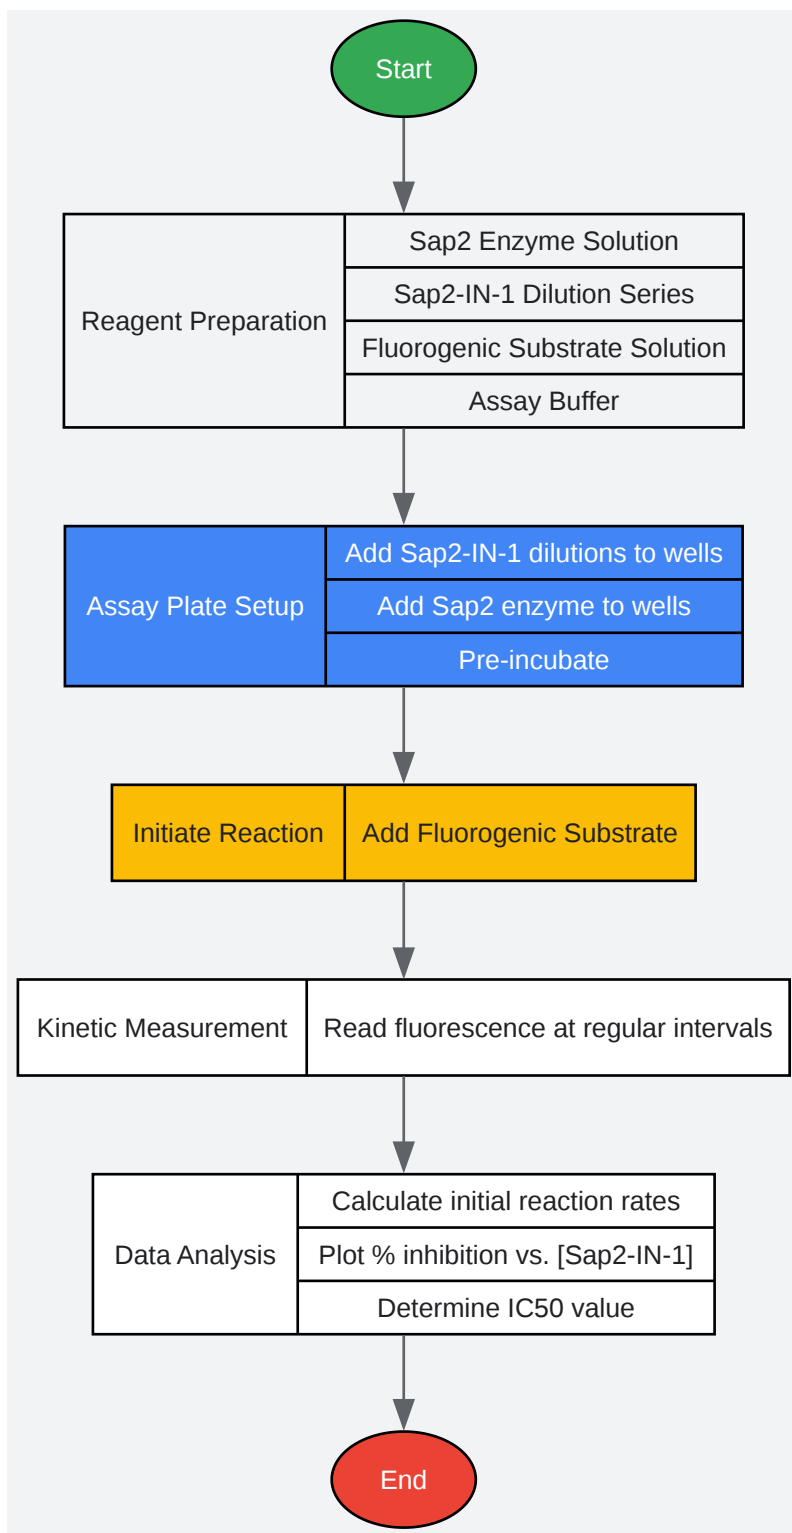 Start
Reagent Preparation
Sap2 Enzyme Solution
Sap2-IN-1 Dilution Series
Fluorogenic Substrate Solution
Assay Buffer
Assay Plate Setup
Add Sap2-IN-1 dilutions to wells
Add Sap2 enzyme to wells
Pre-incubate
Initiate Reaction
Add Fluorogenic Substrate
Kinetic Measurement
Read fluorescence at regular intervals
Data Analysis
Calculate initial reaction rates
Plot % inhibition vs. [Sap2-IN-1]
Determine IC50 value
End